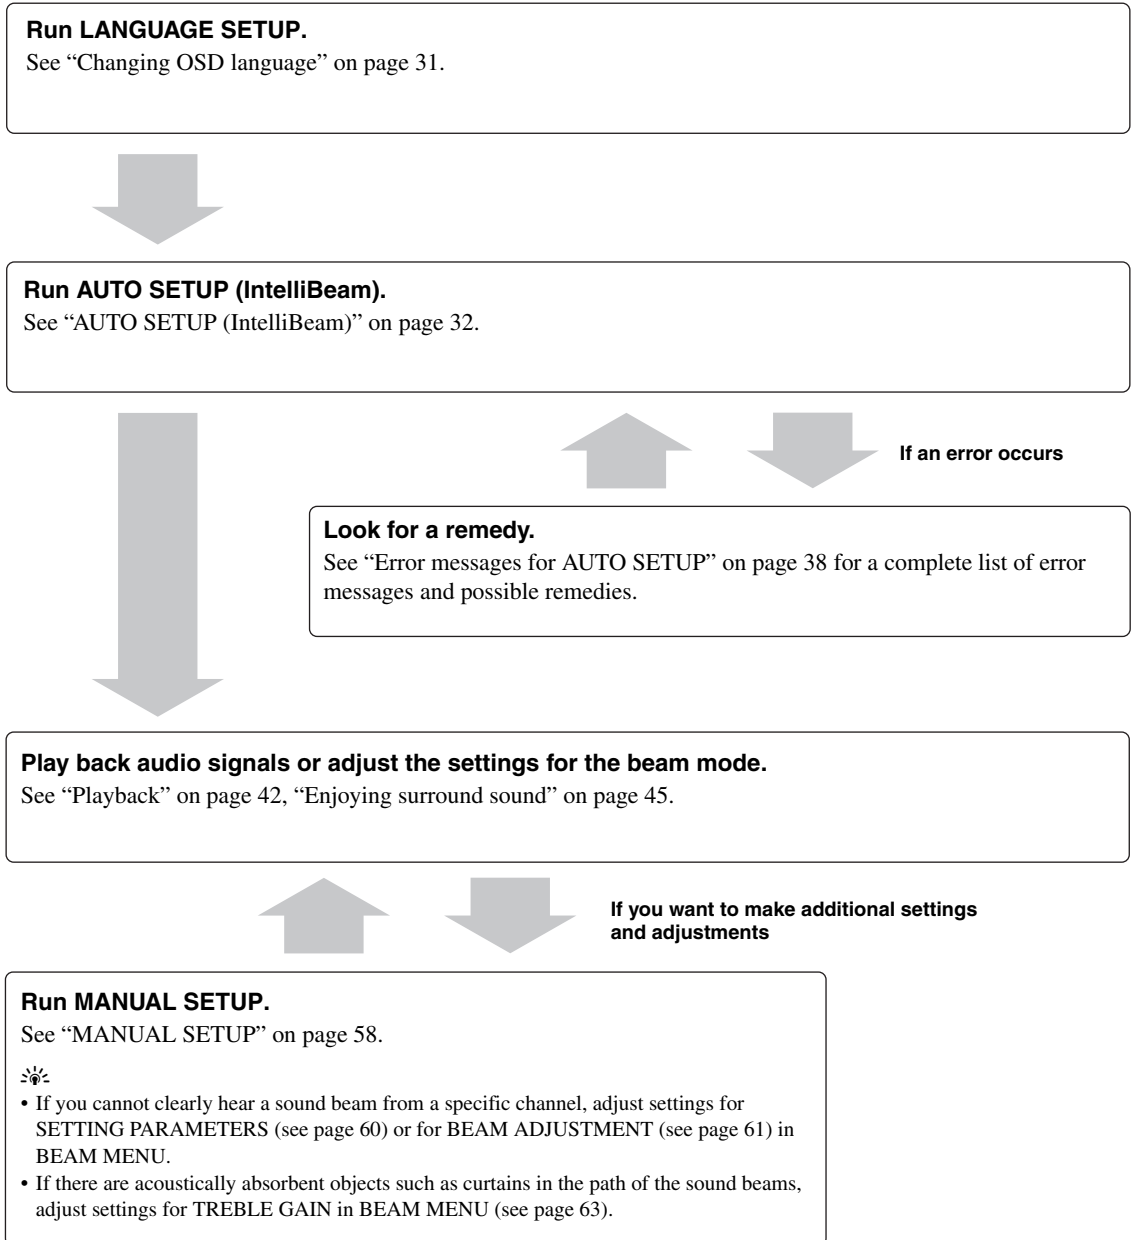 Run LANGUAGE SETUP.
See “Changing OSD language” on page 31.
Run AUTO SETUP (IntelliBeam).
See “AUTO SETUP (IntelliBeam)” on page 32.
If an error occurs
Look for a remedy.
See “Error messages for AUTO SETUP” on page 38 for a complete list of error
messages and possible remedies.
Play back audio signals or adjust the settings for the beam mode.
See “Playback” on page 42, “Enjoying surround sound” on page 45.
If you want to make additional settings
and adjustments
Run MANUAL SETUP.
See “MANUAL SETUP” on page 58.
• If you cannot clearly hear a sound beam from a specific channel, adjust settings for
SETTING PARAMETERS (see page 60) or for BEAM ADJUSTMENT (see page 61) in
BEAM MENU.
• If there are acoustically absorbent objects such as curtains in the path of the sound beams,
adjust settings for TREBLE GAIN in BEAM MENU (see page 63).